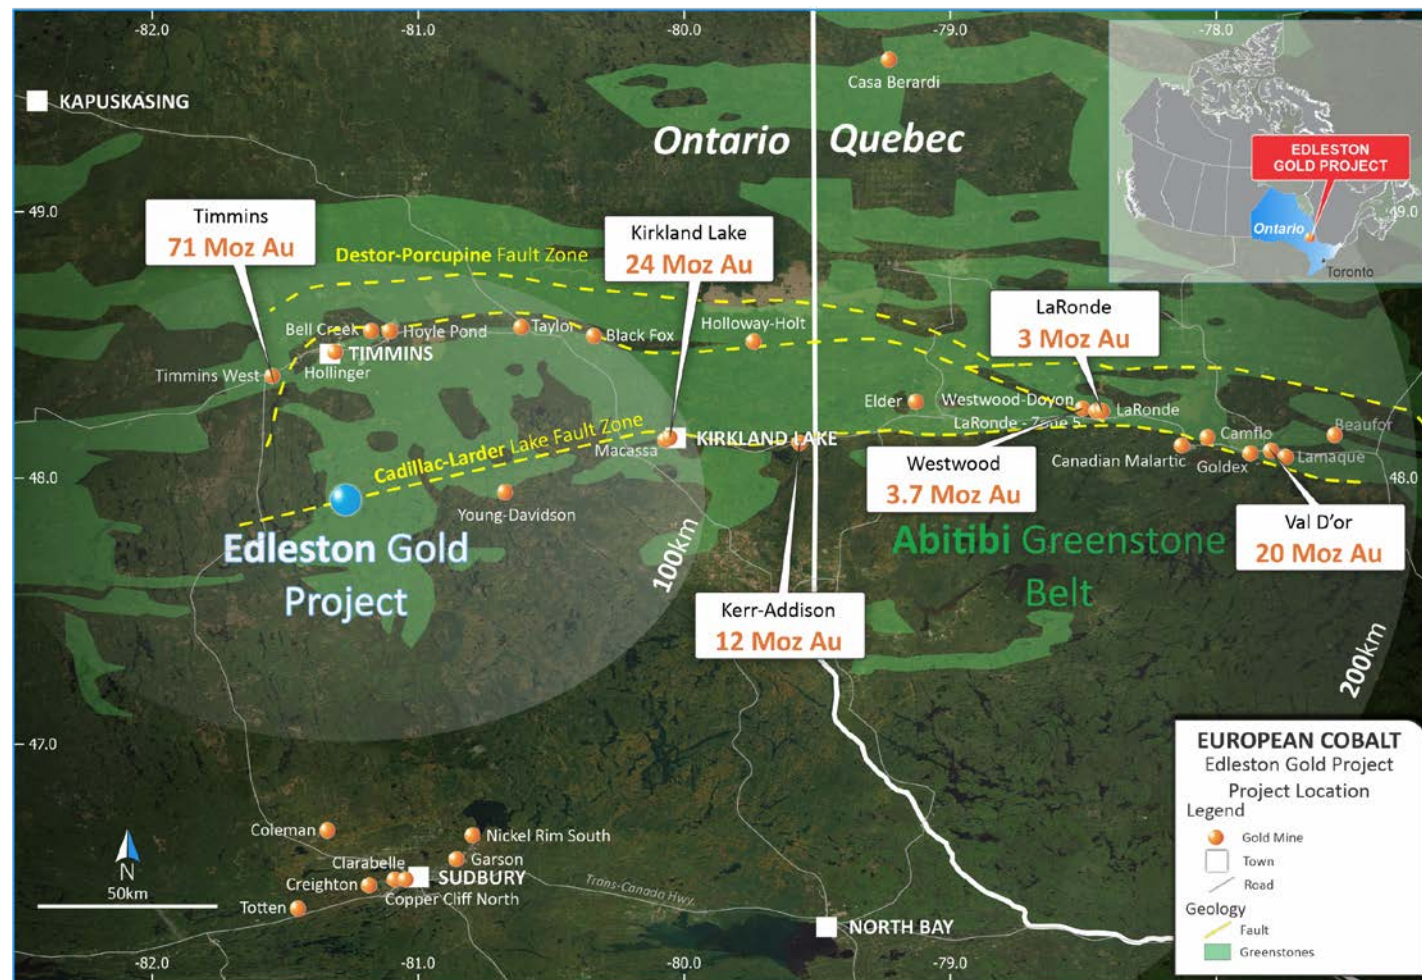 -82.0
-81.0
-80.0
-79.0
-78.0
Casa Berardi
KAPUSKASING
Ontario
Quebec
EDLESTON
GOLD PROJECT
49.0
Ontario
Toronto
49.0
Timmins
71 Moz Au
Kirkland Lake
24 Moz Au
Destor-Porcupine Fault Zone
LaRonde
3 Moz Au
Bell Creek
Hoyle Pond
Taylor
Black Fox
Holloway-Holt
TIMMINS
Hollinger
Timmins West
Elder
Westwood-Doyon
LaRonde
LaRonde - Zone 5
Cadillac-Larder Lake Fault Zone
Macassa
KIRKLAND LAKE
Camflo
Beaufor
Canadian Malartic
Goldex
Lamaque
Westwood
3.7 Moz Au
48.0
48.0
Young-Davidson
Val D'or
20 Moz Au
Edleston Gold
Project
100km
Abitibi Greenstone
Belt
Kerr-Addison
12 Moz Au
200km
47.0
EUROPEAN COBALT
Edleston Gold Project
Project Location
Legend
Gold Mine
Town
Road
Geology
Fault
Greenstones
Coleman
Nickel Rim South
Clarabelle
Garson
SUDBURY
Creighton
Copper Cliff North
Totten
Trans-Canada Hwy
NORTH BAY
N
50km
-82.0
-81.0
-80.0
-79.0